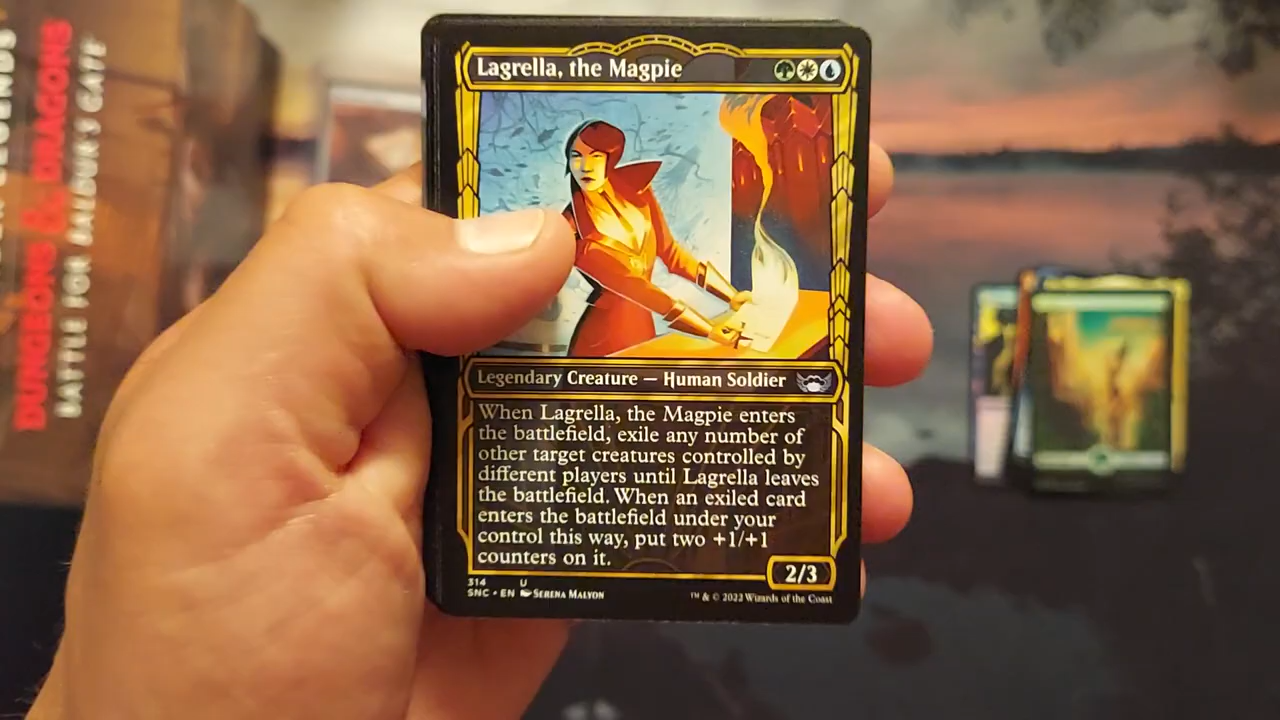 DUNGEONS & DRAGONS
BATTLE FOR BALDUR'S GATE
Lagrella, the Magpie
Legendary Creature — Human Soldier
When Lagrella, the Magpie enters
the battlefield, exile any number of
other target creatures controlled by
different players until Lagrella leaves
the battlefield. When an exiled card
enters the battlefield under your
control this way, put two +1/+1
counters on it.
2/3
314 U
SNC • EN Serena Malyon
™ & © 2022 Wizards of the Coast